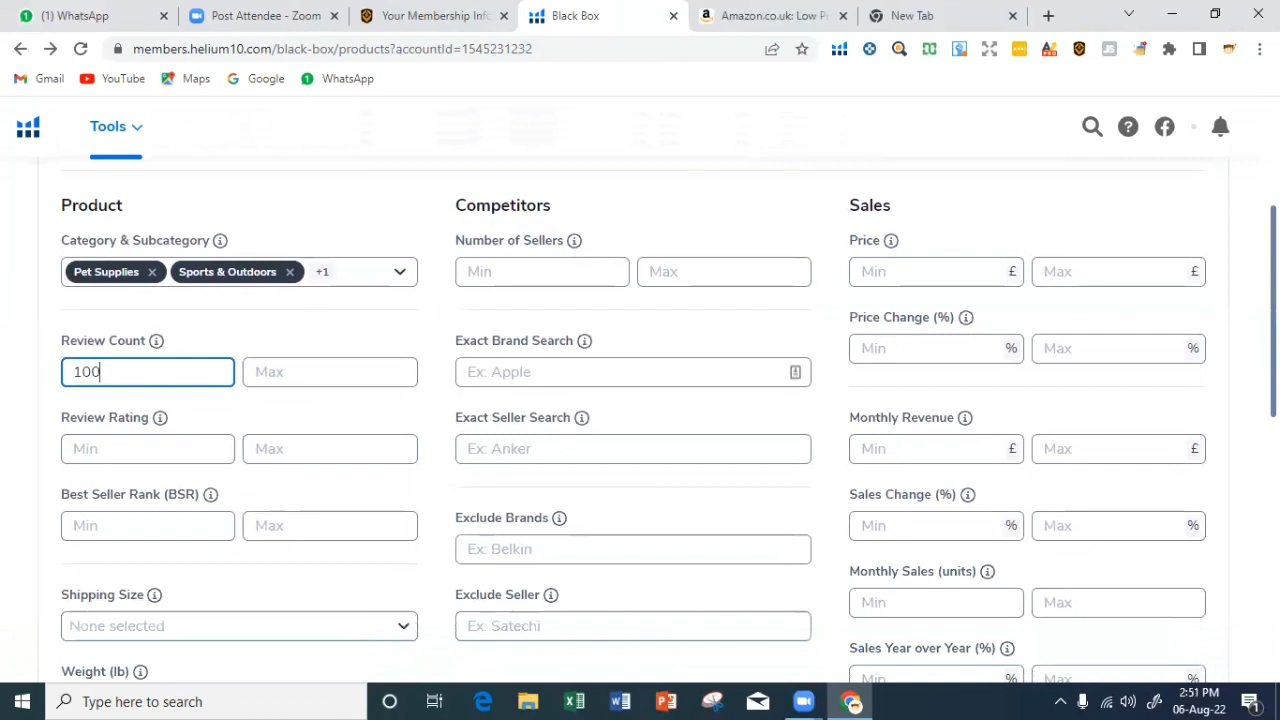 WhatsApp
Post Attendee - Zoom
Your Membership Info
Black Box
Amazon.co.uk: Low P
New Tab
members.helium10.com/black-box/products?accountId=1545231232
Gmail
YouTube
Maps
Google
WhatsApp
Tools
Product
Competitors
Sales
Category & Subcategory
Number of Sellers
Price
Pet Supplies
Sports & Outdoors
+1
Min
Max
Min £
Max £
Price Change (%)
Min %
Max %
Review Count
Exact Brand Search
100
Max
Ex: Apple
Review Rating
Exact Seller Search
Monthly Revenue
Min
Max
Ex: Anker
Min £
Max £
Best Seller Rank (BSR)
Sales Change (%)
Min
Max
Exclude Brands
Min %
Max %
Ex: Belkin
Monthly Sales (units)
Shipping Size
Exclude Seller
Min
Max
None selected
Ex: Satechi
Sales Year over Year (%)
Weight (lb)
Min %
Max %
Type here to search
2:51 PM
06-Aug-22